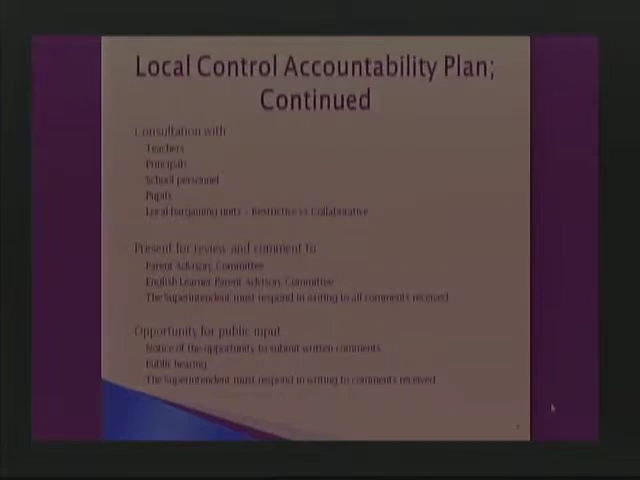 Local Control Accountability Plan;
Continued
Consultation with
Teachers
Principals
School personnel
Pupils
Local bargaining units - Restrictive vs Collaborative
Present for review and comment to
Parent Advisory Committee
English Learner Parent Advisory Committee
The Superintendent must respond in writing to all comments received
Opportunity for public input
Notice of the opportunity to submit written comments
Public hearing
The Superintendent must respond in writing to comments received